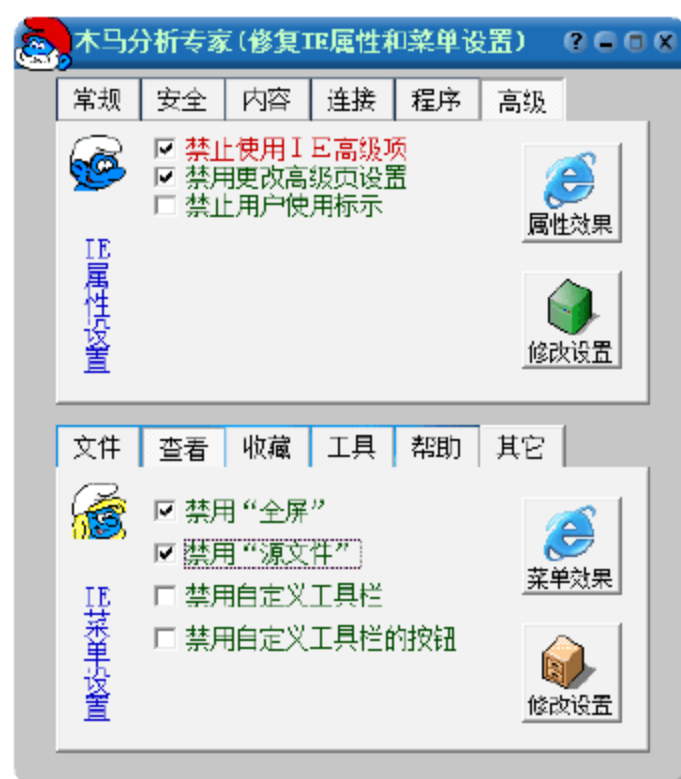 木马分析专家(修复IE属性和菜单设置)
常规 安全 内容 连接 程序 高级
禁止使用IE高级项
禁用更改高级页设置
禁止用户使用标示
属性效果
IE属性设置
修改设置
文件 查看 收藏 工具 帮助 其它
禁用“全屏”
禁用“源文件”
菜单效果
禁用自定义工具栏
禁用自定义工具栏的按钮
IE菜单设置
修改设置